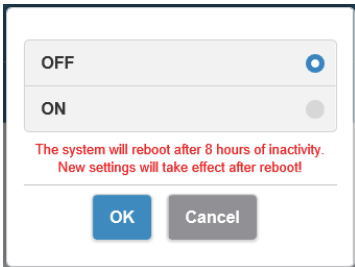 OFF
ON
The system will reboot after 8 hours of inactivity.
New settings will take effect after reboot!
OK
Cancel